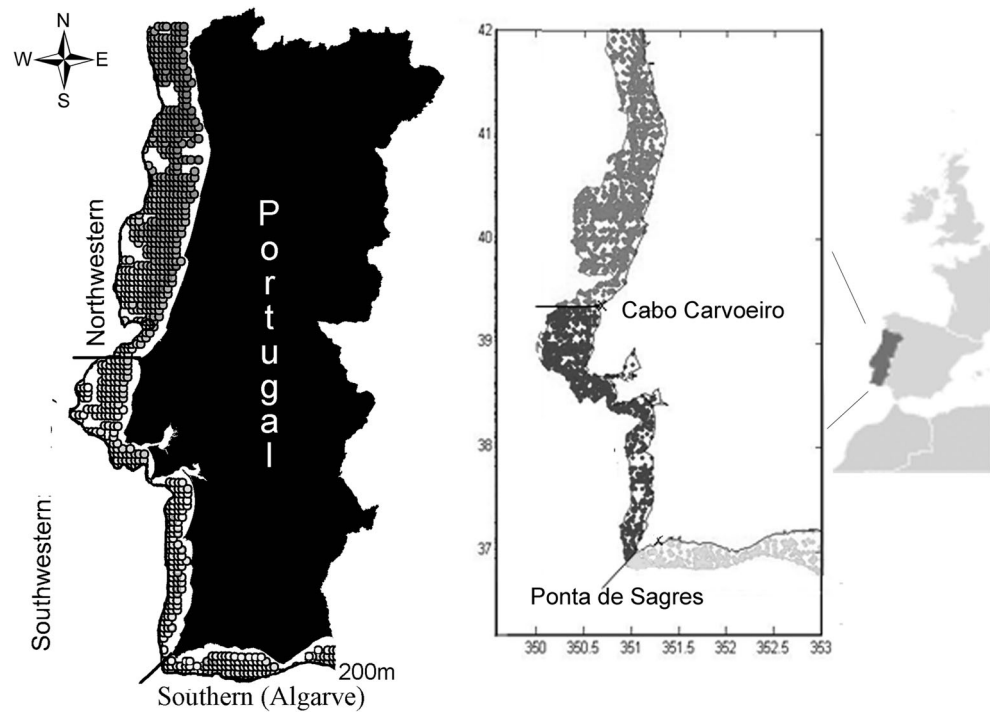 N
W E
S
Northwestern
Portugal
Southwestern:
200m
Southern (Algarve)
42
41
40
39
38
37
Cabo Carvoeiro
Ponta de Sagres
350 350.5 351 351.5 352 352.5 353